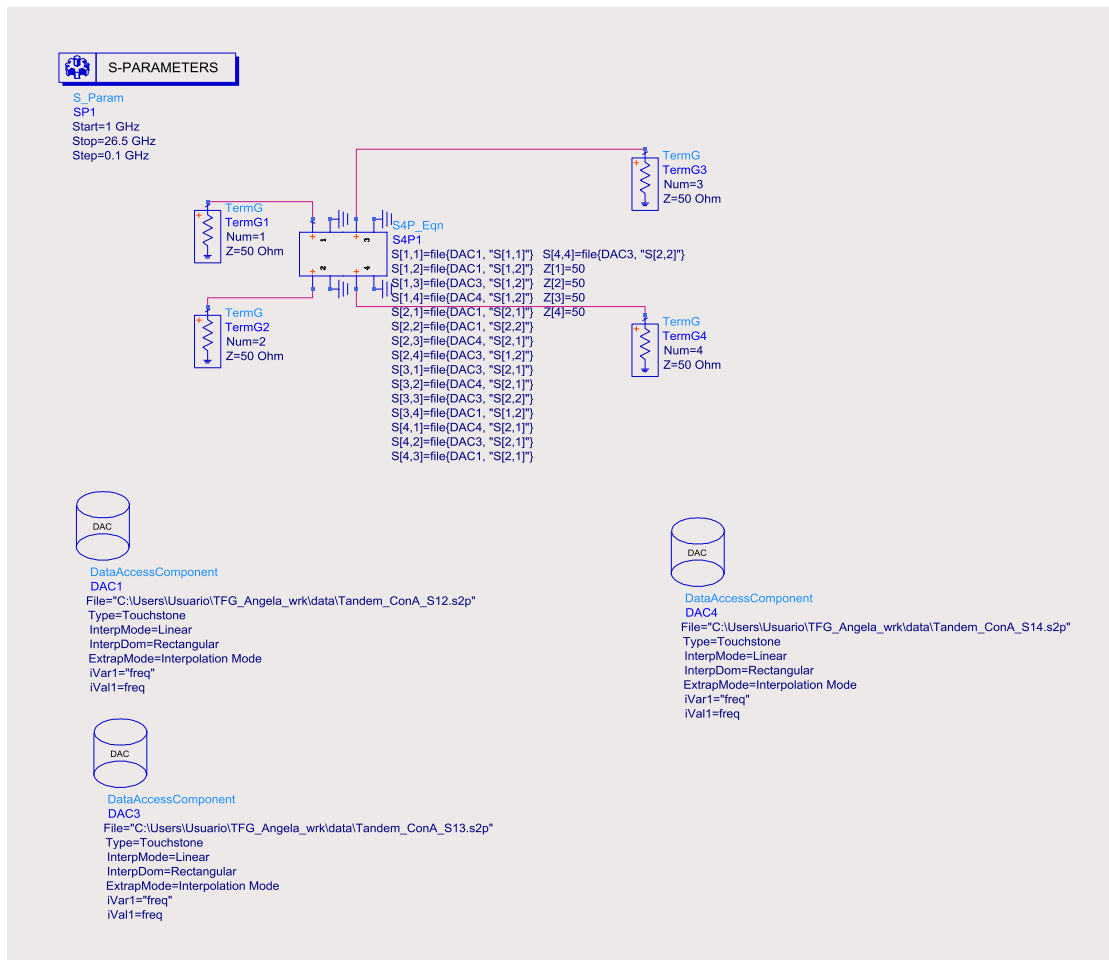 S-PARAMETERS
S_Param
SP1
Start=1 GHz
Stop=26.5 GHz
Step=0.1 GHz
TermG
TermG3
Num=3
Z=50 Ohm
TermG
TermG1
Num=1
Z=50 Ohm
1
3
2
4
TermG
TermG2
Num=2
Z=50 Ohm
S4P_Eqn
S4P1
S[1,1]=file{DAC1, "S[1,1]"} S[4,4]=file{DAC3, "S[2,2]"}
S[1,2]=file{DAC1, "S[1,2]"} Z[1]=50
S[1,3]=file{DAC3, "S[1,2]"} Z[2]=50
S[1,4]=file{DAC4, "S[1,2]"} Z[3]=50
S[2,1]=file{DAC1, "S[2,1]"} Z[4]=50
S[2,2]=file{DAC1, "S[2,2]"}
S[2,3]=file{DAC4, "S[2,1]"}
S[2,4]=file{DAC3, "S[1,2]"}
S[3,1]=file{DAC3, "S[2,1]"}
S[3,2]=file{DAC4, "S[2,1]"}
S[3,3]=file{DAC3, "S[2,2]"}
S[3,4]=file{DAC1, "S[1,2]"}
S[4,1]=file{DAC4, "S[2,1]"}
S[4,2]=file{DAC3, "S[2,1]"}
S[4,3]=file{DAC1, "S[2,1]"}
TermG
TermG4
Num=4
Z=50 Ohm
DAC
DataAccessComponent
DAC1
File="C:\Users\Usuario\TFG_Angela_wrk\data\Tandem_ConA_S12.s2p"
Type=Touchstone
InterpMode=Linear
InterpDom=Rectangular
ExtrapMode=Interpolation Mode
iVar1="freq"
iVal1=freq
DAC
DataAccessComponent
DAC4
File="C:\Users\Usuario\TFG_Angela_wrk\data\Tandem_ConA_S14.s2p"
Type=Touchstone
InterpMode=Linear
InterpDom=Rectangular
ExtrapMode=Interpolation Mode
iVar1="freq"
iVal1=freq
DAC
DataAccessComponent
DAC3
File="C:\Users\Usuario\TFG_Angela_wrk\data\Tandem_ConA_S13.s2p"
Type=Touchstone
InterpMode=Linear
InterpDom=Rectangular
ExtrapMode=Interpolation Mode
iVar1="freq"
iVal1=freq